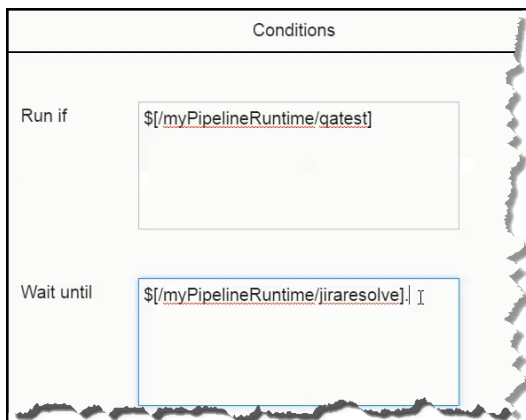 Conditions
Run if
$[/myPipelineRuntime/qatest]
Wait until
$[/myPipelineRuntime/jiraresolve].